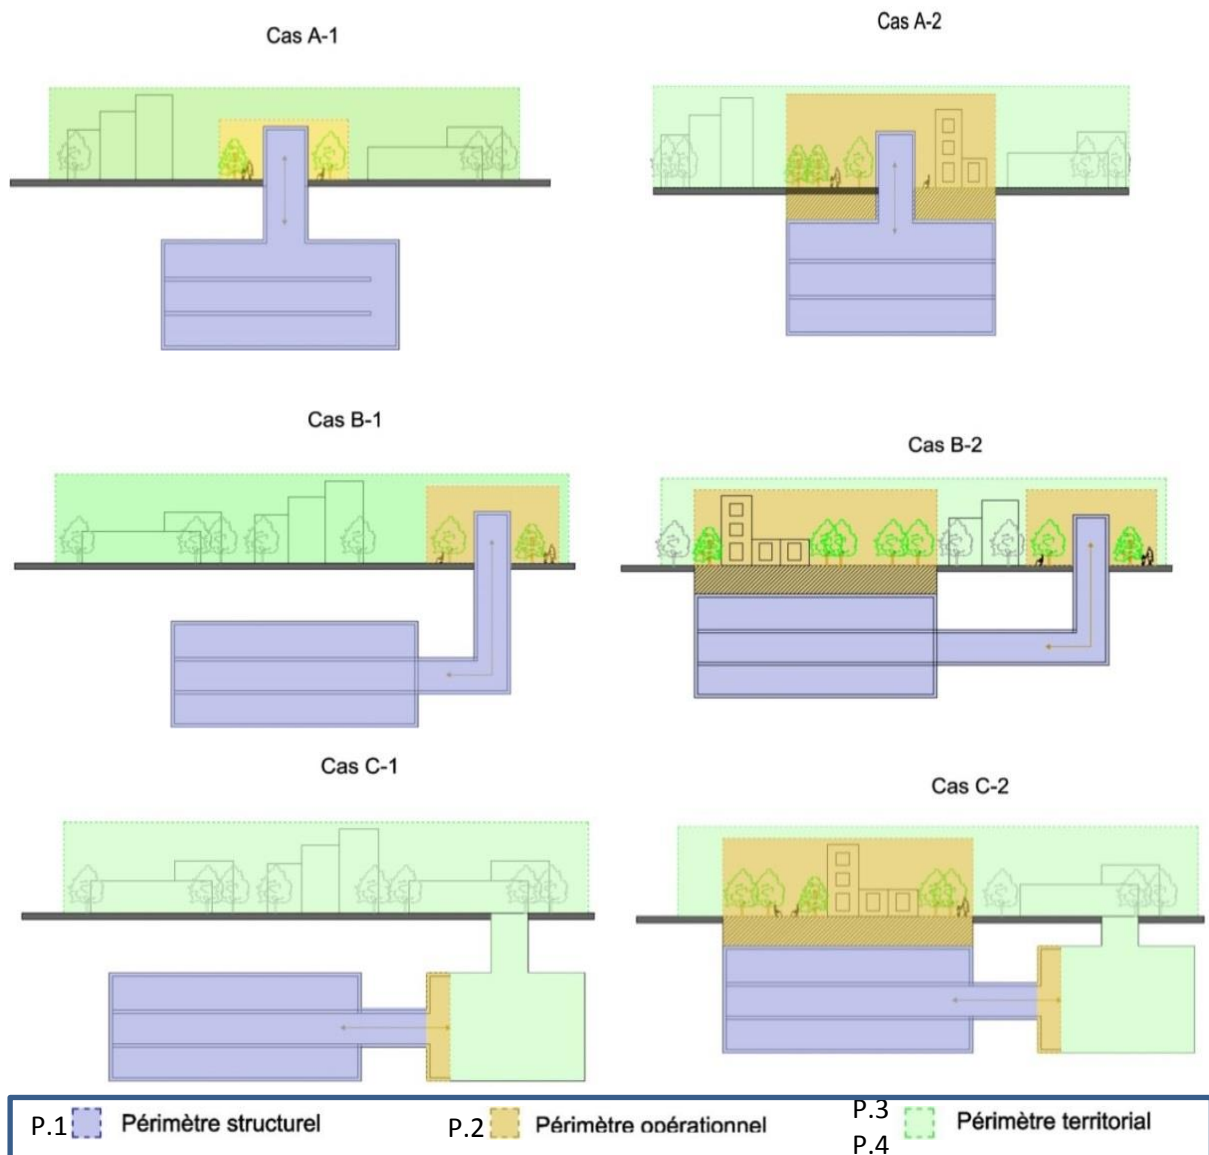 Cas A-1
Cas A-2
Cas B-1
Cas B-2
Cas C-1
Cas C-2
P.1 Périmètre structurel
P.2 Périmètre opérationnel
P.3
P.4 Périmètre territorial